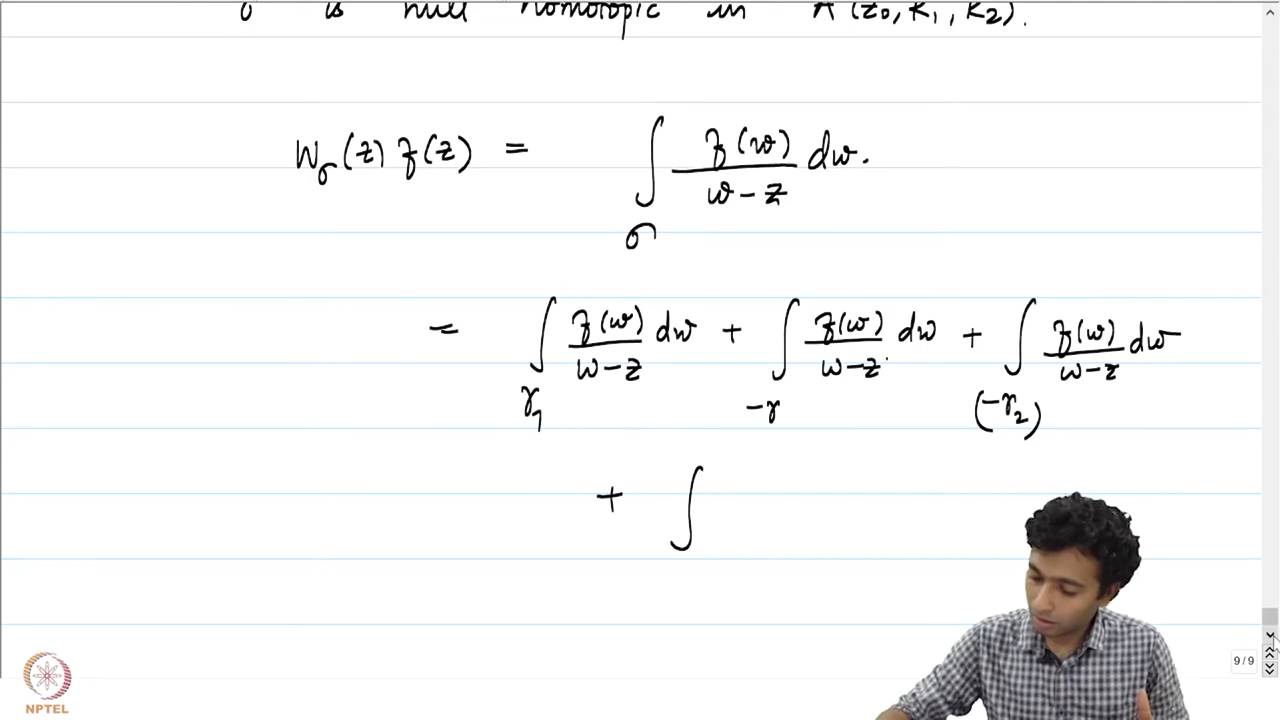 σ is null homotopic in A(z₀, R₁, R₂).
W_σ(z) f(z) = ∫_σ f(w)/(w-z) dw.
= ∫_{γ₁} f(w)/(w-z) dw + ∫_{-γ} f(w)/(w-z) dw + ∫_{(-γ₂)} f(w)/(w-z) dw
+ ∫
9/9
NPTEL